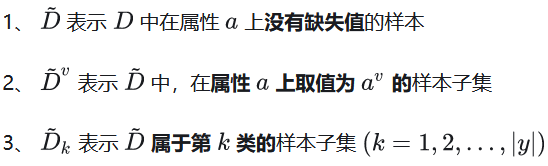 1、 D̃ 表示 D 中在属性 a 上没有缺失值的样本
2、 D̃ᵛ 表示 D̃ 中，在属性 a 上取值为 aᵛ 的样本子集
3、 D̃ₖ 表示 D̃ 属于第 k 类的样本子集 (k = 1, 2, . . . , |y|)